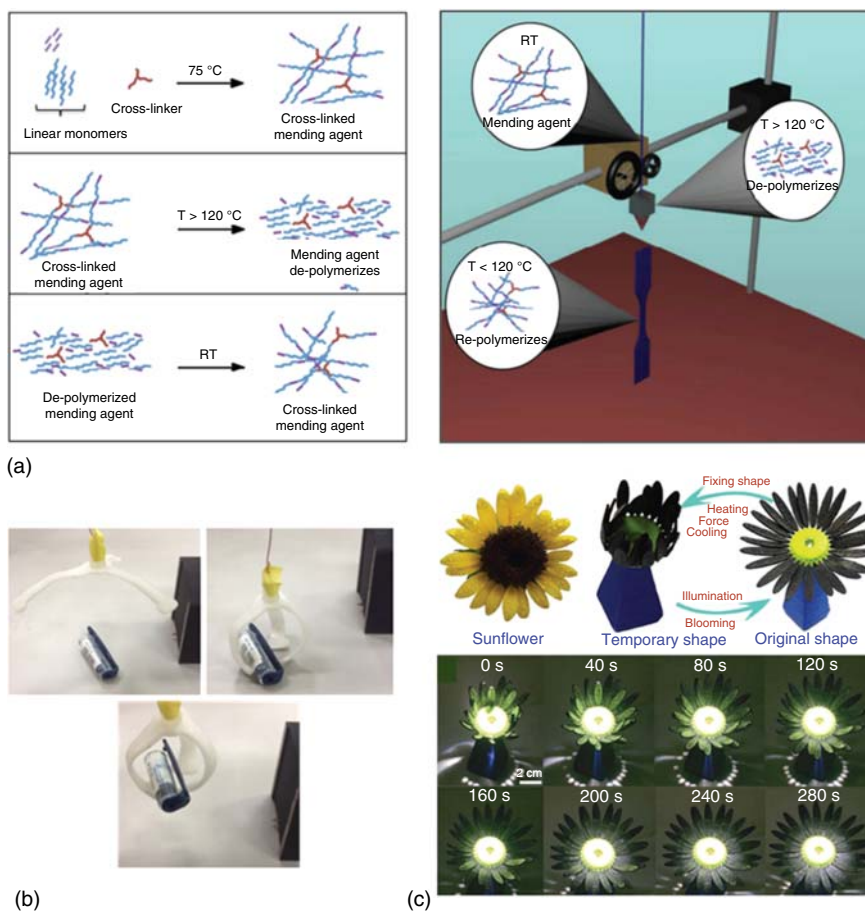 75 °C
Cross-linker
Linear monomers
Cross-linked
mending agent
T > 120 °C
Cross-linked
mending agent
Mending agent
de-polymerizes
RT
De-polymerized
mending agent
Cross-linked
mending agent
RT
Mending agent
T > 120 °C
De-polymerizes
T < 120 °C
Re-polymerizes
(a)
(b)
Fixing shape
Heating
Force
Cooling
Illumination
Blooming
Sunflower
Temporary shape
Original shape
0 s
40 s
80 s
120 s
2 cm
160 s
200 s
240 s
280 s
(c)